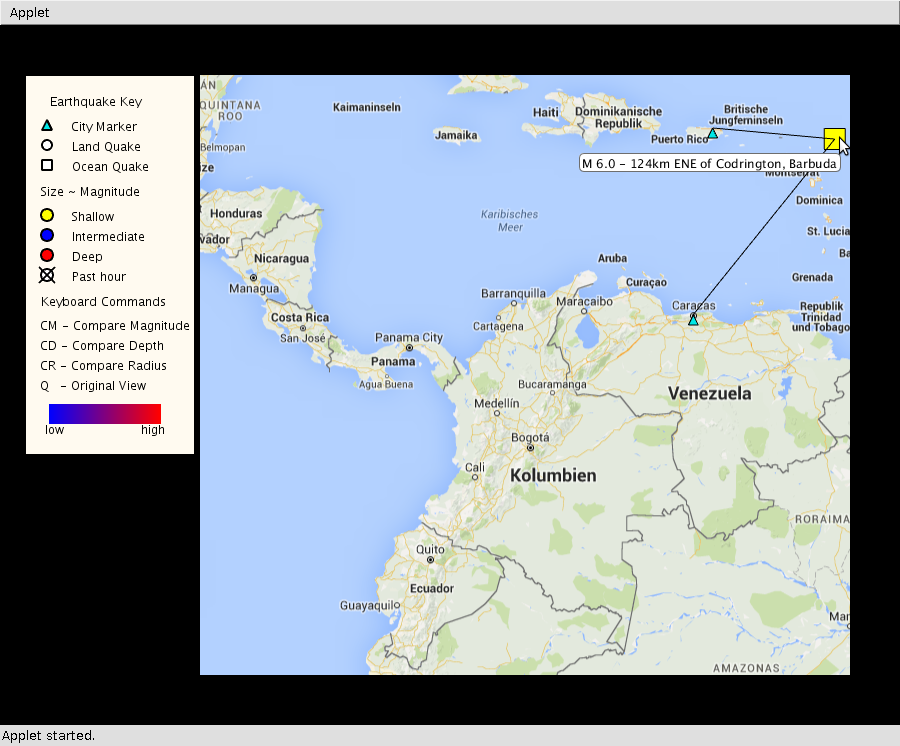 Applet
Earthquake Key
City Marker
Land Quake
Ocean Quake
Size ~ Magnitude
Shallow
Intermediate
Deep
Past hour
Keyboard Commands
CM – Compare Magnitude
CD – Compare Depth
CR – Compare Radius
Q – Original View
low high
ÁN
QUINTANA
ROO
Belmopan
ize
Kaimaninseln
Jamaika
Haiti
Dominikanische
Republik
Britische
Jungferninseln
Puerto Rico
M 6.0 – 124km ENE of Codrington, Barbuda
Montserrat
Dominica
St. Lucia
Ba
Grenada
Republik
Trinidad
und Tobago
Karibisches
Meer
Honduras
vador
Nicaragua
Managua
Costa Rica
San José
Panama City
Panama
Agua Buena
Aruba
Curaçao
Barranquilla
Maracaibo
Caracas
Cartagena
Bucaramanga
Medellín
Venezuela
Bogotá
Cali
Kolumbien
RORAIMA
Quito
Ecuador
Guayaquil
Mar
AMAZONAS
Applet started.